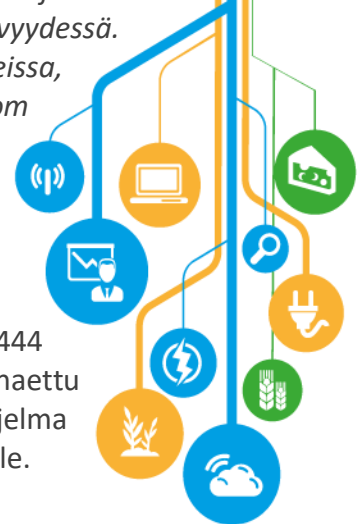 vyydessä.
eissa,
om
444
naettu
jelma
le.